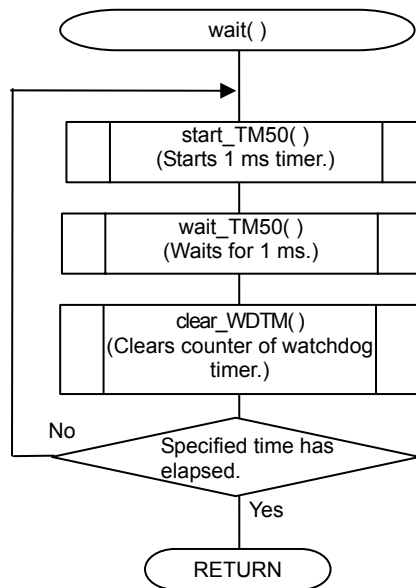 wait( )
start_TM50( )
(Starts 1 ms timer.)
wait_TM50( )
(Waits for 1 ms.)
clear_WDTM( )
(Clears counter of watchdog
timer.)
No
Specified time has
elapsed.
Yes
RETURN